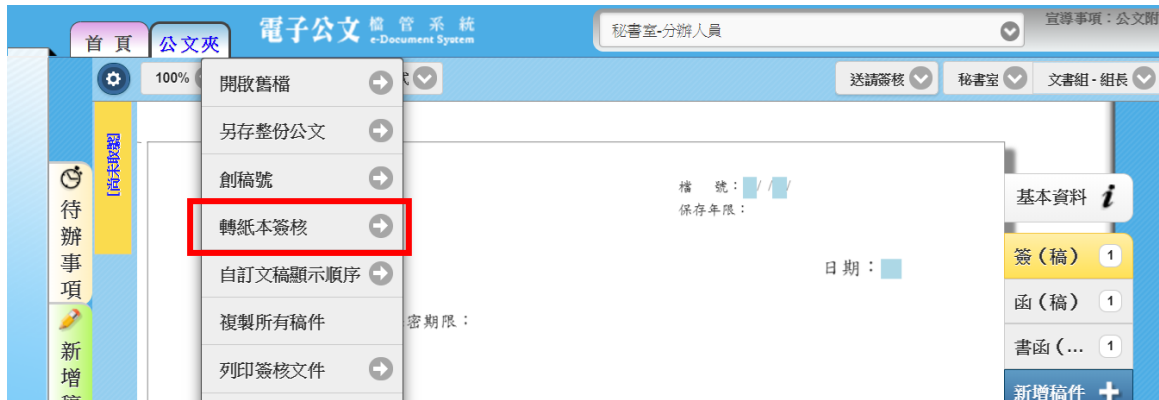 首 頁
公文夾
電子公文 檔 管 系 統
e-Document System
秘書室-分辦人員
宣導事項：公文附
100%
式
送請簽核
秘書室
文書組 - 組長
開啟舊檔
另存整份公文
創稿號
轉紙本簽核
自訂文稿顯示順序
複製所有稿件
列印簽核文件
[尚未取號]
待辦事項
新增
檔 號： / /
保存年限：
日期：
密期限：
基本資料
簽（稿） 1
函（稿） 1
書函（... 1
新增稿件